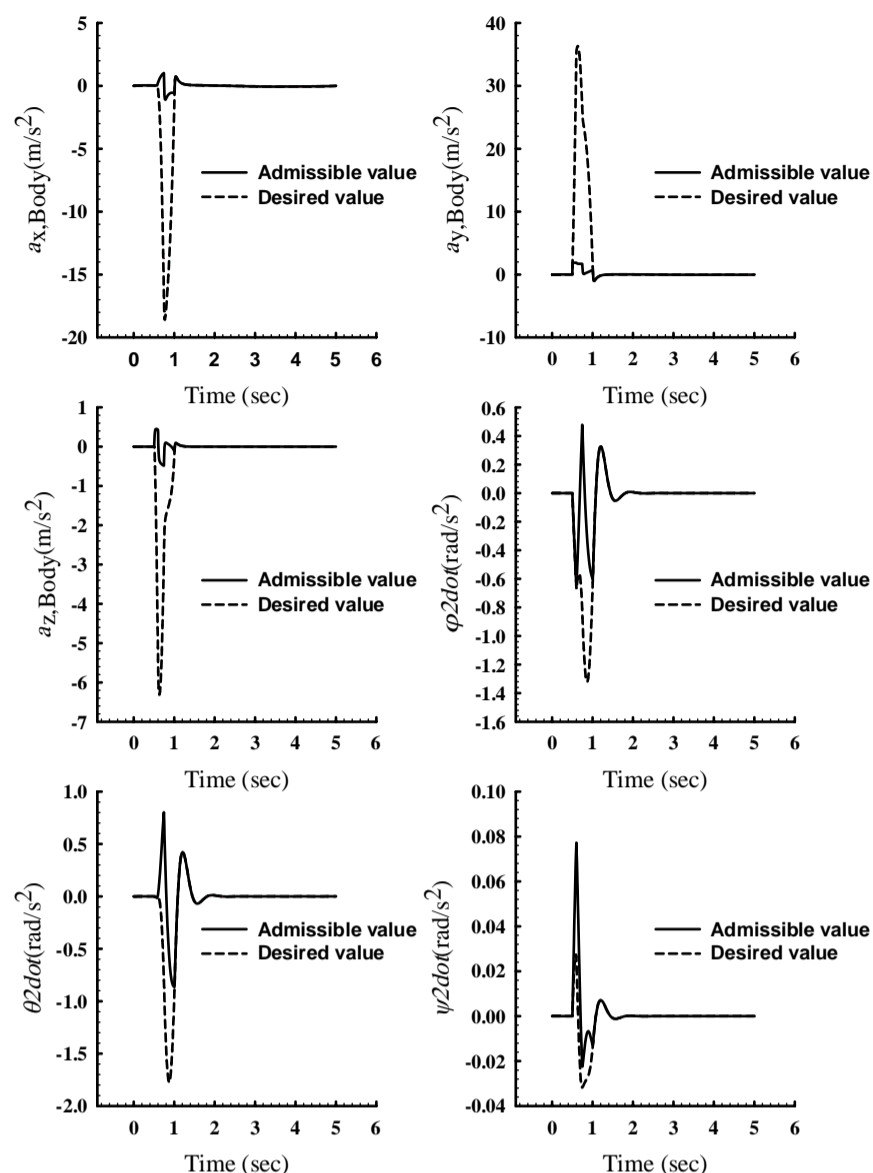 5
0
-5
-10
-15
-20
a_x,Body(m/s²)
Admissible value
Desired value
0 1 2 3 4 5 6
Time (sec)
40
30
20
10
0
-10
a_y,Body(m/s²)
Admissible value
Desired value
0 1 2 3 4 5 6
Time (sec)
1
0
-1
-2
-3
-4
-5
-6
-7
a_z,Body(m/s²)
Admissible value
Desired value
0 1 2 3 4 5 6
Time (sec)
0.6
0.4
0.2
0.0
-0.2
-0.4
-0.6
-0.8
-1.0
-1.2
-1.4
-1.6
φ2dot(rad/s²)
Admissible value
Desired value
0 1 2 3 4 5 6
Time (sec)
1.0
0.5
0.0
-0.5
-1.0
-1.5
-2.0
θ2dot(rad/s²)
Admissible value
Desired value
0 1 2 3 4 5 6
Time (sec)
0.10
0.08
0.06
0.04
0.02
0.00
-0.02
-0.04
ψ2dot(rad/s²)
Admissible value
Desired value
0 1 2 3 4 5 6
Time (sec)